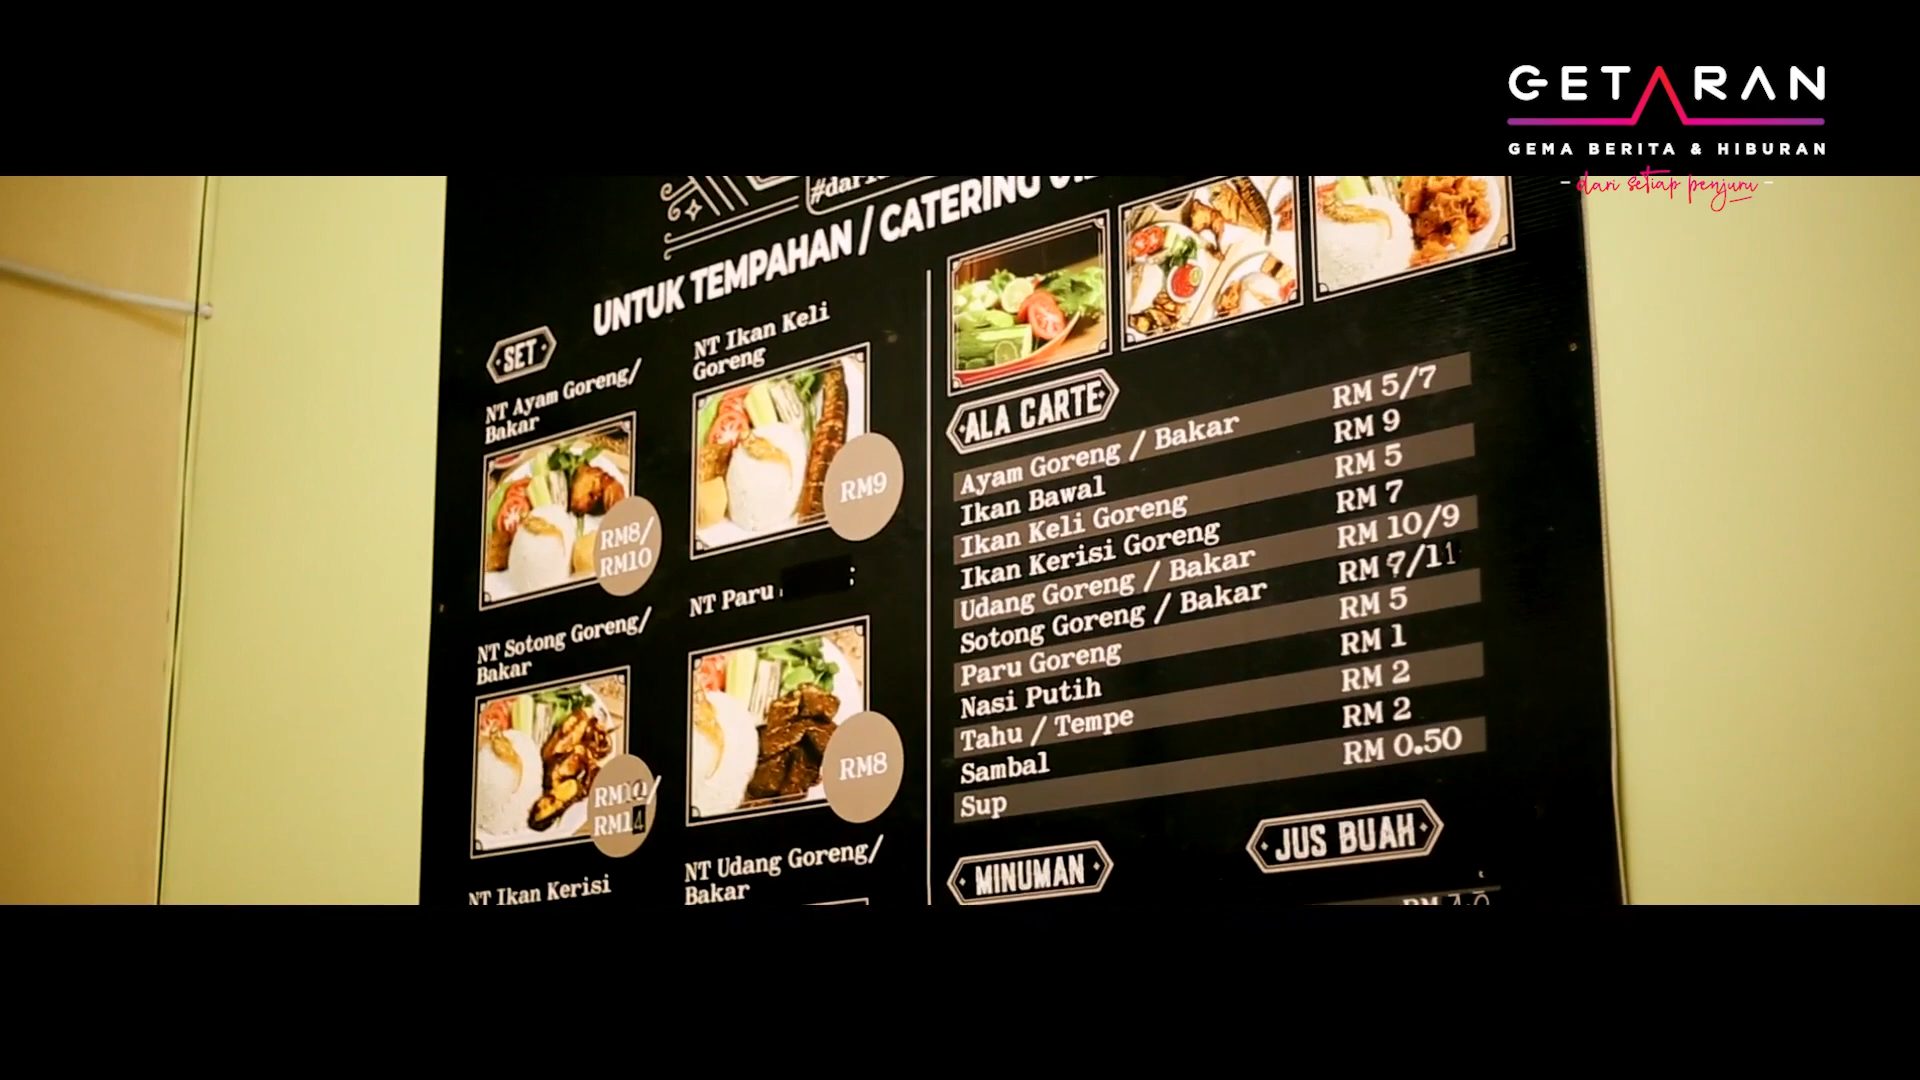 GETARAN
GEMA BERITA & HIBURAN
dari setiap penjuru
UNTUK TEMPAHAN / CATERING
SET
NT Ayam Goreng/
Bakar
RM8/
RM10
NT Ikan Keli
Goreng
RM9
NT Sotong Goreng/
Bakar
RM10/
RM14
NT Paru
RM8
NT Ikan Kerisi
NT Udang Goreng/
Bakar
ALA CARTE
Ayam Goreng / Bakar RM 5/7
Ikan Bawal RM 9
Ikan Keli Goreng RM 5
Ikan Kerisi Goreng RM 7
Udang Goreng / Bakar RM 10/9
Sotong Goreng / Bakar RM 7/11
Paru Goreng RM 5
Nasi Putih RM 1
Tahu / Tempe RM 2
Sambal RM 2
Sup RM 0.50
MINUMAN
JUS BUAH